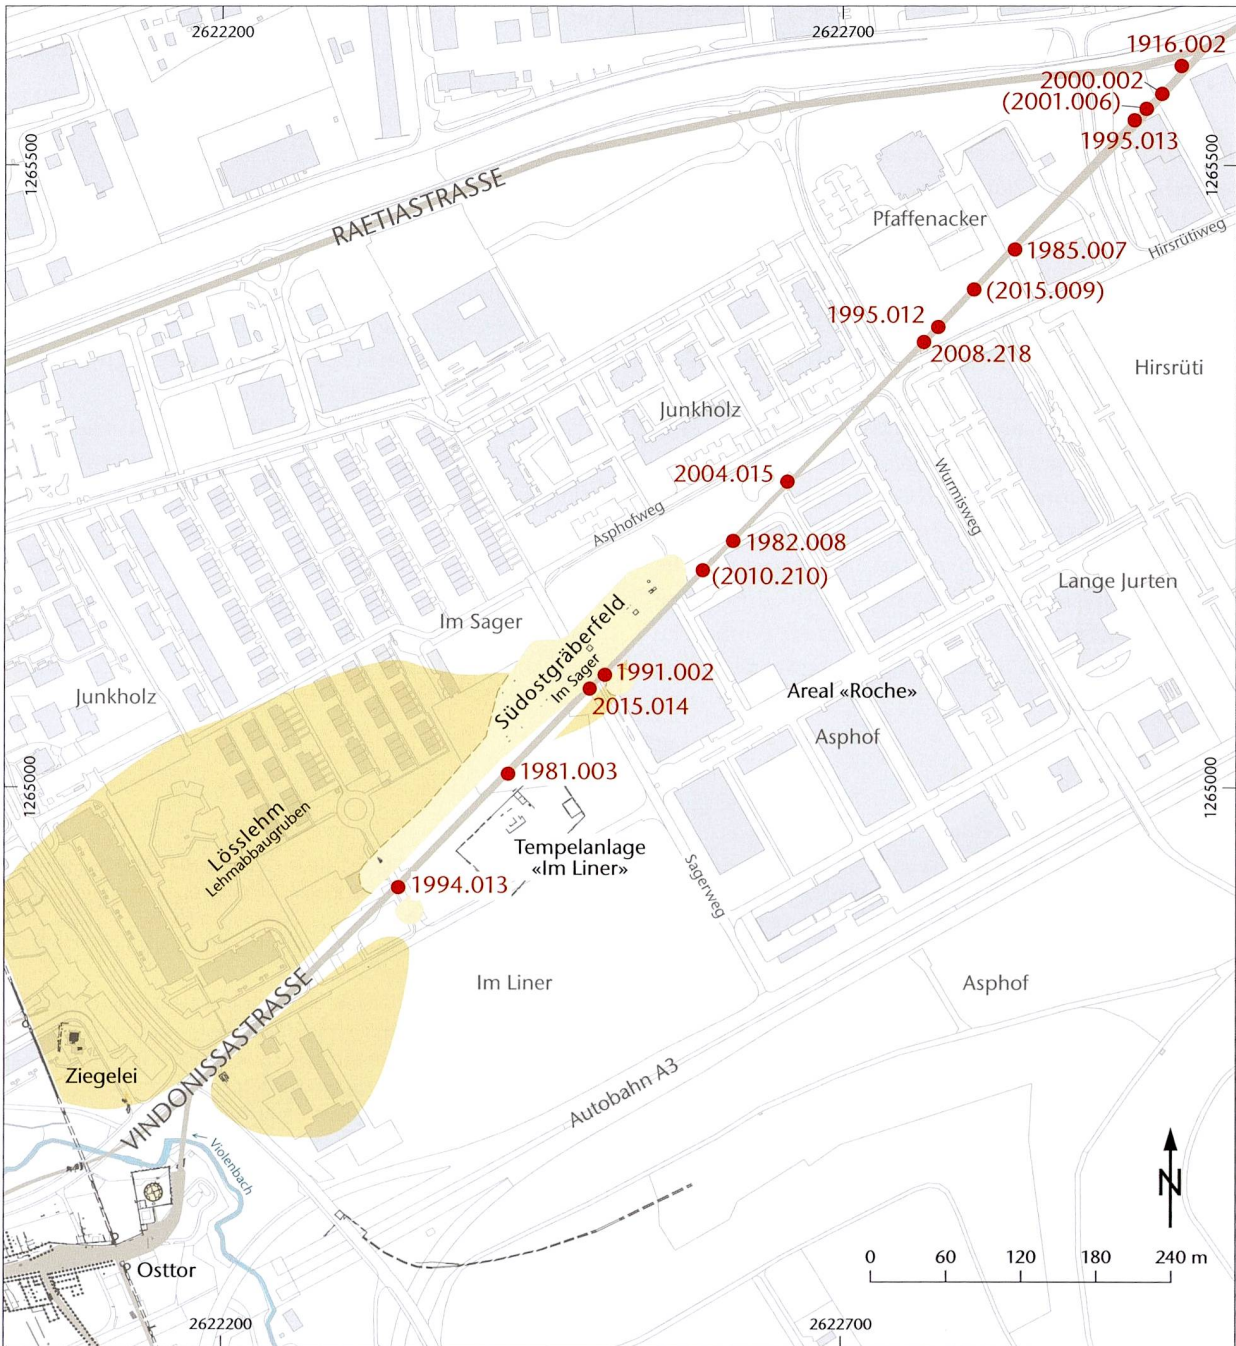 2622200
2622700
1916.002
2000.002
(2001.006)
1995.013
1265500
1265500
RAETIASTRASSE
Pfaffenacker
Hirsrütiweg
1985.007
(2015.009)
1995.012
2008.218
Hirsrüti
Junkholz
2004.015
Wurmisweg
Asphofweg
1982.008
(2010.210)
Lange Jurten
Im Sager
Südostgräberfeld
Im Sager
1991.002
Junkholz
Areal «Roche»
2015.014
Asphof
1981.003
1265000
1265000
Lösslehm
Lehmabbaugruben
Tempelanlage
«Im Liner»
1994.013
Sagerweg
Im Liner
Asphof
VINDONISSASTRASSE
Ziegelei
Autobahn A3
Violenbach
N
Osttor
0 60 120 180 240 m
2622200
2622700